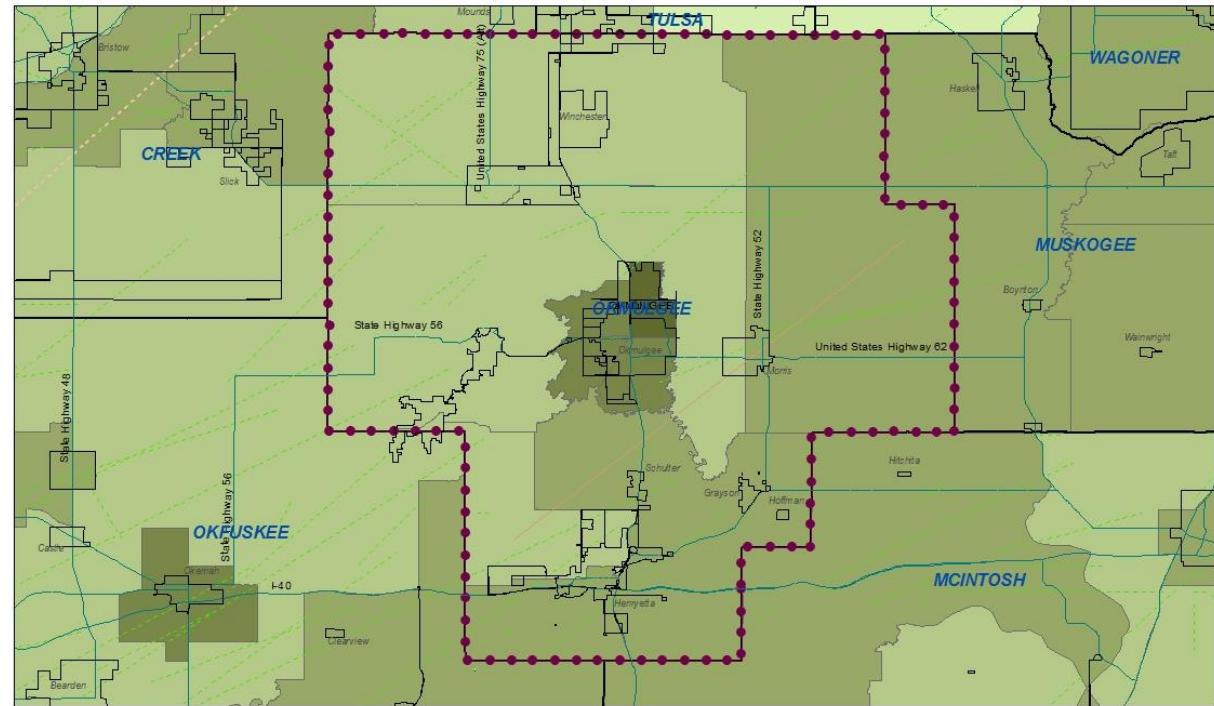 Mounds
TULSA
Bristow
United States Highway 75 (Alt)
WAGONER
Haskell
Winchester
CREEK
Slick
Taft
State Highway 52
MUSKOGEE
Boynton
OKMULGEE
State Highway 56
Okmulgee
United States Highway 62
Wainwright
Morris
State Highway 48
Hitchita
Schulter
Grayson
Hoffman
State Highway 56
OKFUSKEE
Castle
Okemah
I-40
MCINTOSH
Henryetta
Clearview
Bearden